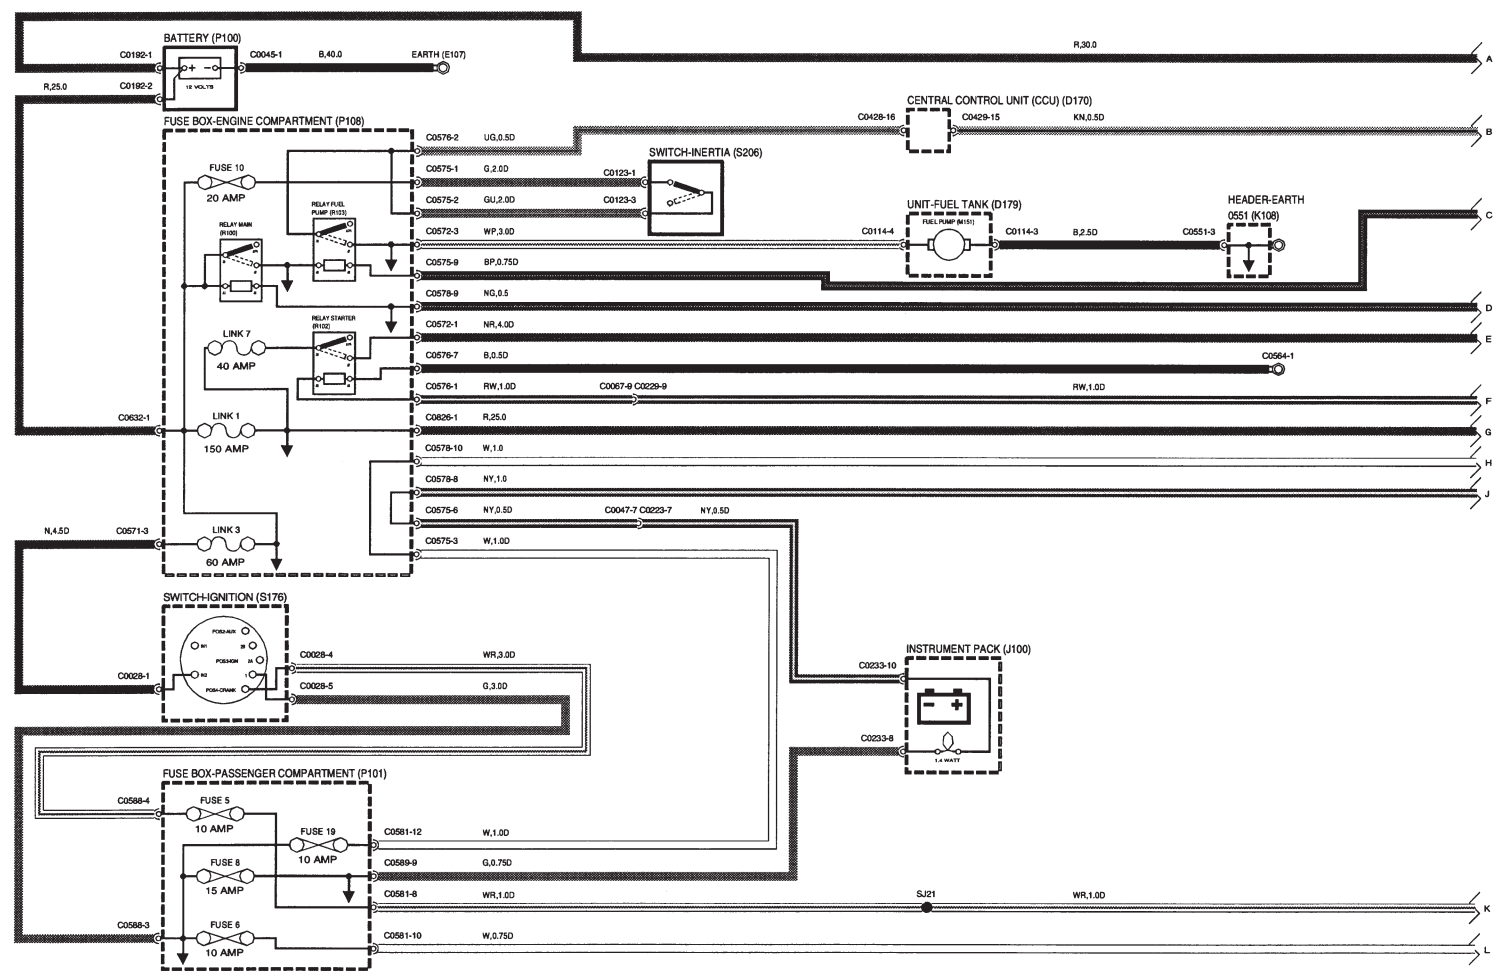 R,30.0
A
BATTERY (P100)
C0192-1
C0045-1
B,40.0
EARTH (E107)
12 VOLTS
R,25.0
C0192-2
FUSE BOX-ENGINE COMPARTMENT (P108)
CENTRAL CONTROL UNIT (CCU) (D170)
C0576-2
UG,0.5D
C0428-16
C0429-15
KN,0.5D
B
FUSE 10
20 AMP
C0575-1
G,2.0D
C0123-1
SWITCH-INERTIA (S206)
C0575-2
GU,2.0D
C0123-3
RELAY FUEL
PUMP (R103)
RELAY MAIN
(R100)
C0572-3
WP,3.0D
C0114-4
UNIT-FUEL TANK (D179)
FUEL PUMP (M151)
C0114-3
B,2.5D
C0551-3
HEADER-EARTH
0551 (K108)
C
C0575-9
BP,0.75D
C0578-9
NG,0.5
D
RELAY STARTER
(R102)
C0572-1
NR,4.0D
E
LINK 7
40 AMP
C0576-7
B,0.5D
C0564-1
C0576-1
RW,1.0D
C0067-9 C0229-9
RW,1.0D
F
C0632-1
LINK 1
150 AMP
C0826-1
R,25.0
G
C0578-10
W,1.0
H
C0578-8
NY,1.0
J
C0575-6
NY,0.5D
C0047-7 C0223-7
NY,0.5D
N,4.5D
C0571-3
LINK 3
60 AMP
C0575-3
W,1.0D
SWITCH-IGNITION (S176)
POS2-AUX
IN1
2B
POS3-IGN
2A
IN2
1
POS4-CRANK
C0028-1
C0028-4
WR,3.0D
C0028-5
G,3.0D
INSTRUMENT PACK (J100)
C0233-10
C0233-8
1.4 WATT
FUSE BOX-PASSENGER COMPARTMENT (P101)
C0588-4
FUSE 5
10 AMP
FUSE 19
10 AMP
C0581-12
W,1.0D
FUSE 8
15 AMP
C0589-9
G,0.75D
C0581-8
WR,1.0D
SJ21
WR,1.0D
K
C0588-3
FUSE 6
10 AMP
C0581-10
W,0.75D
L